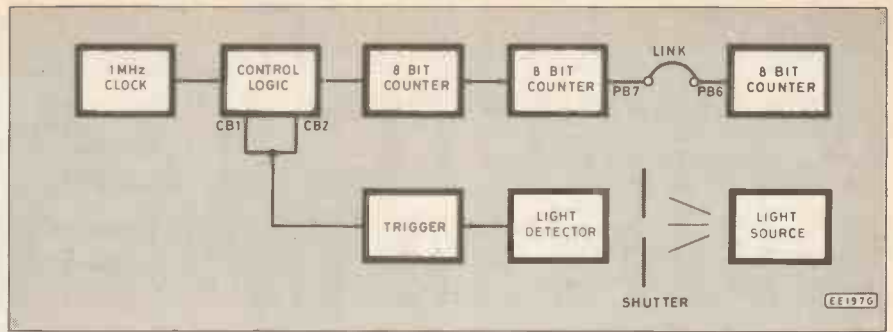 1MHz
CLOCK
CONTROL
LOGIC
8 BIT
COUNTER
8 BIT
COUNTER
LINK
8 BIT
COUNTER
PB7
PB6
CB1
CB2
TRIGGER
LIGHT
DETECTOR
LIGHT
SOURCE
SHUTTER
EE197G